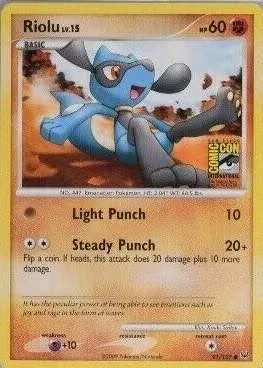 Riolu LV.15
HP 60
BASIC
COMIC CON
INTERNATIONAL
NO. 447 Emanation Pokémon HT: 2'04" WT: 44.5 lbs
Light Punch 10
Steady Punch 20+
Flip a coin. If heads, this attack does 20 damage plus 10 more
damage.
It has the peculiar power of being able to see emotions such as
joy and rage in the form of waves.
weakness resistance retreat cost
+10
©2009 Pokémon/Nintendo
91/127